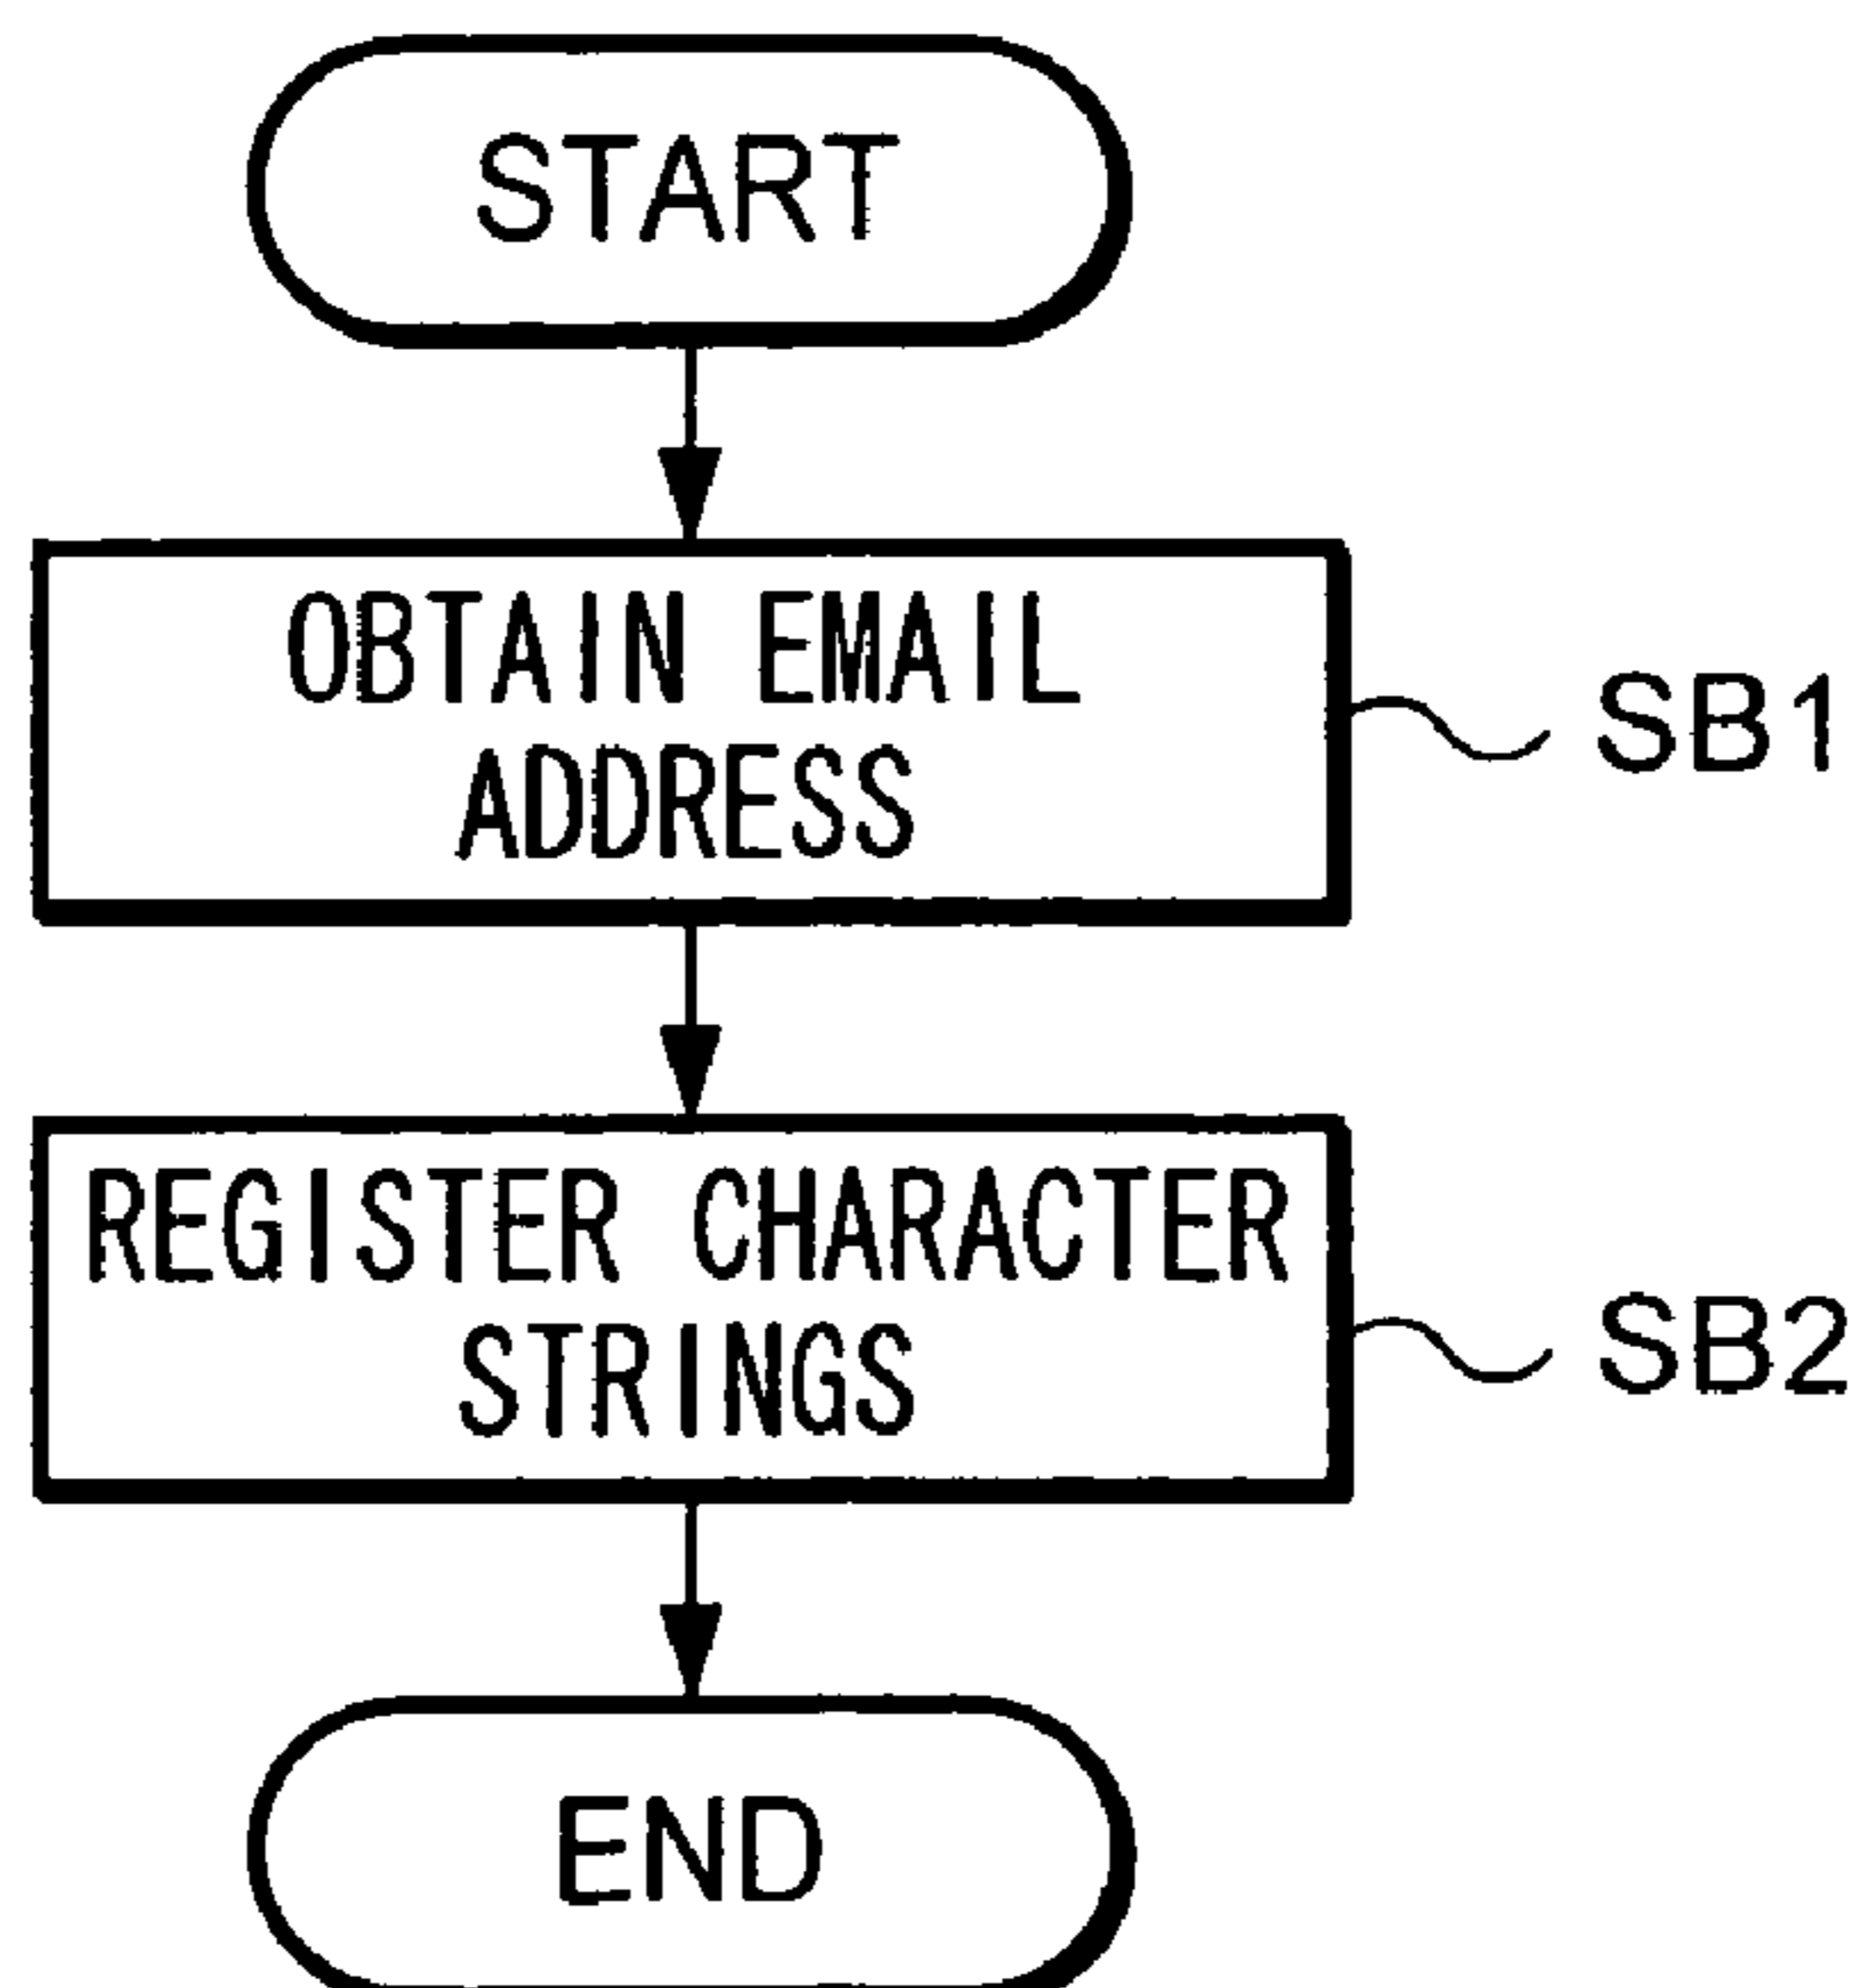 START
OBTAIN EMAIL
ADDRESS
SB1
REGISTER CHARACTER
STRINGS
SB2
END